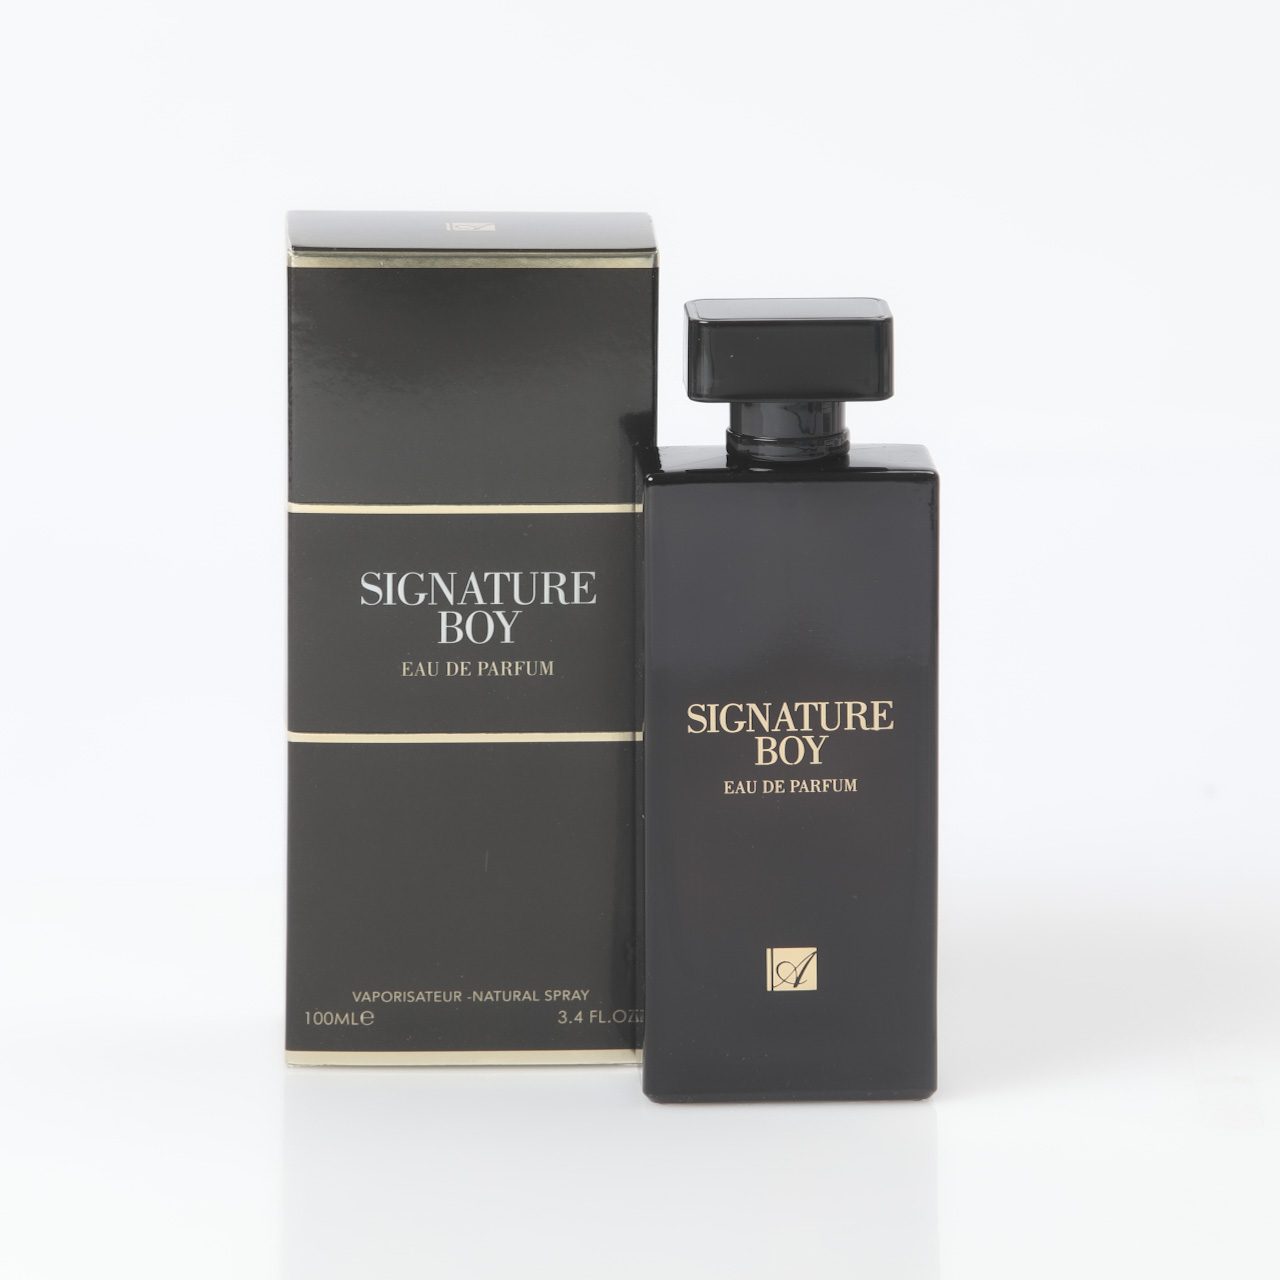 SIGNATURE
BOY
EAU DE PARFUM
VAPORISATEUR -NATURAL SPRAY
100ML℮
3.4 FL.OZ
SIGNATURE
BOY
EAU DE PARFUM
A